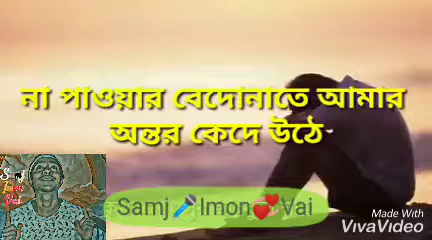 না পাওয়ার বেদোনাতে আমার
অন্তর কেদে উঠে
Samj🎤Imon💞Vai
Made With
VivaVideo